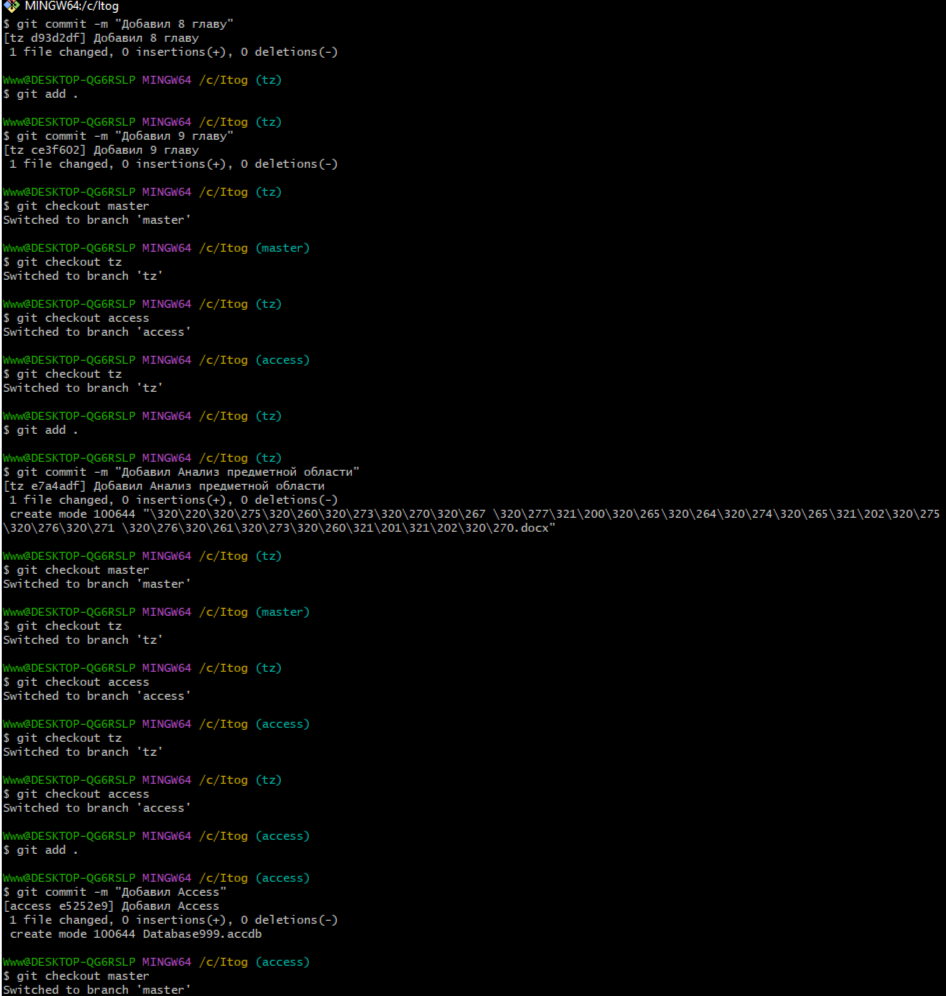 MINGW64:/c/Itog
$ git commit -m "Добавил 8 главу"
[tz d93d2df] Добавил 8 главу
 1 file changed, 0 insertions(+), 0 deletions(-)
Www@DESKTOP-QG6RSLP MINGW64 /c/Itog (tz)
$ git add .
Www@DESKTOP-QG6RSLP MINGW64 /c/Itog (tz)
$ git commit -m "Добавил 9 главу"
[tz ce3f602] Добавил 9 главу
 1 file changed, 0 insertions(+), 0 deletions(-)
Www@DESKTOP-QG6RSLP MINGW64 /c/Itog (tz)
$ git checkout master
Switched to branch 'master'
Www@DESKTOP-QG6RSLP MINGW64 /c/Itog (master)
$ git checkout tz
Switched to branch 'tz'
Www@DESKTOP-QG6RSLP MINGW64 /c/Itog (tz)
$ git checkout access
Switched to branch 'access'
Www@DESKTOP-QG6RSLP MINGW64 /c/Itog (access)
$ git checkout tz
Switched to branch 'tz'
Www@DESKTOP-QG6RSLP MINGW64 /c/Itog (tz)
$ git add .
Www@DESKTOP-QG6RSLP MINGW64 /c/Itog (tz)
$ git commit -m "Добавил Анализ предметной области"
[tz e7a4adf] Добавил Анализ предметной области
 1 file changed, 0 insertions(+), 0 deletions(-)
 create mode 100644 "\320\220\320\275\320\260\320\273\320\270\320\267 \320\277\321\200\320\265\320\264\320\274\320\265\321\202\320\275
\320\276\320\271 \320\276\320\261\320\273\320\260\321\201\321\202\320\270.docx"
Www@DESKTOP-QG6RSLP MINGW64 /c/Itog (tz)
$ git checkout master
Switched to branch 'master'
Www@DESKTOP-QG6RSLP MINGW64 /c/Itog (master)
$ git checkout tz
Switched to branch 'tz'
Www@DESKTOP-QG6RSLP MINGW64 /c/Itog (tz)
$ git checkout access
Switched to branch 'access'
Www@DESKTOP-QG6RSLP MINGW64 /c/Itog (access)
$ git checkout tz
Switched to branch 'tz'
Www@DESKTOP-QG6RSLP MINGW64 /c/Itog (tz)
$ git checkout access
Switched to branch 'access'
Www@DESKTOP-QG6RSLP MINGW64 /c/Itog (access)
$ git add .
Www@DESKTOP-QG6RSLP MINGW64 /c/Itog (access)
$ git commit -m "Добавил Access"
[access e5252e9] Добавил Access
 1 file changed, 0 insertions(+), 0 deletions(-)
 create mode 100644 Database999.accdb
Www@DESKTOP-QG6RSLP MINGW64 /c/Itog (access)
$ git checkout master
Switched to branch 'master'